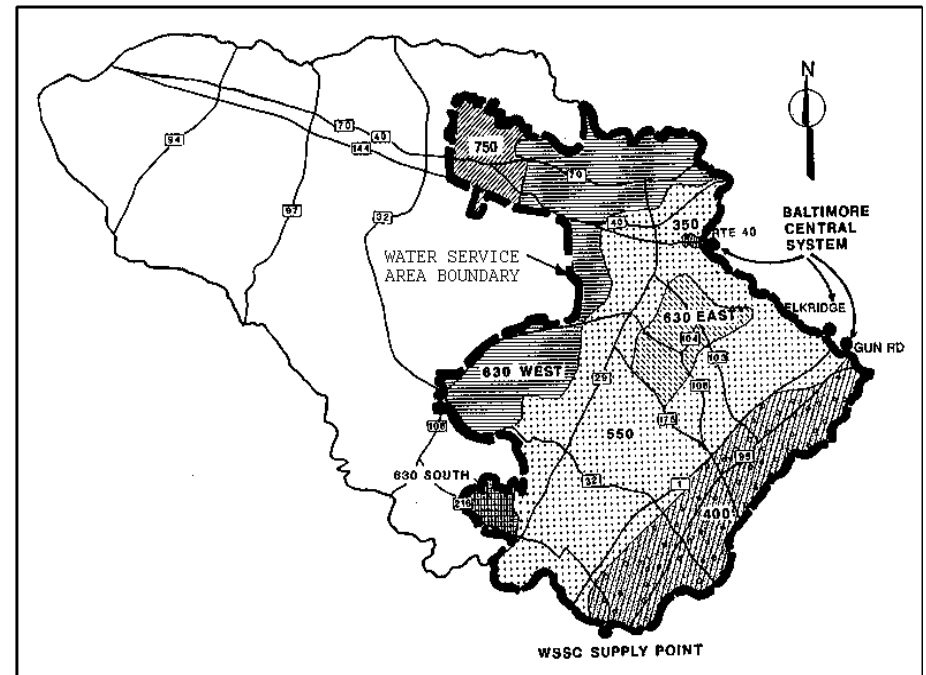 N
94
70
40
144
750
70
97
32
40
350
RTE 40
BALTIMORE
CENTRAL
SYSTEM
WATER SERVICE
AREA BOUNDARY
ELKRIDGE
630 EAST
104
GUN RD
103
630 WEST
29
108
108
175
550
95
630 SOUTH
32
1
216
400
WSSC SUPPLY POINT